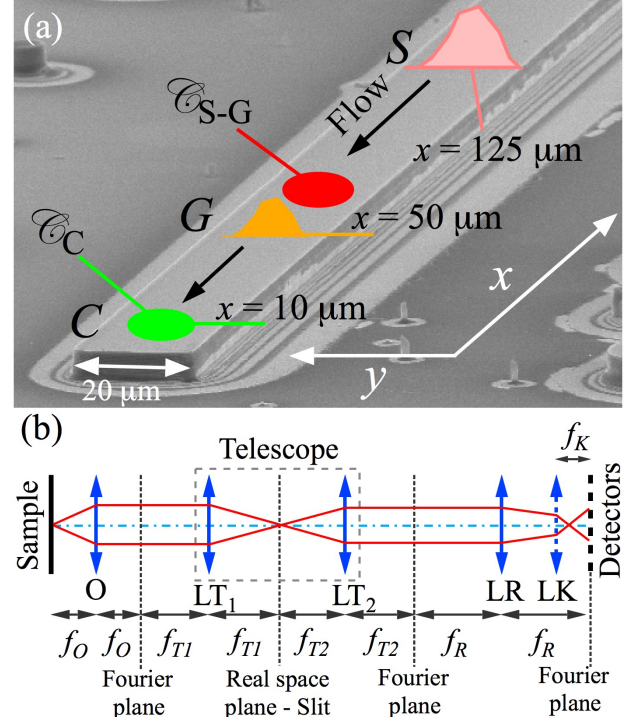 (a)
S
𝒞S-G
Flow
x = 125 μm
G
x = 50 μm
𝒞C
C
x = 10 μm
x
20 μm
y
(b)
Telescope
fK
Sample
Detectors
O
LT1
LT2
LR
LK
fO
fO
fT1
fT1
fT2
fT2
fR
fR
Fourier
plane
Real space
plane - Slit
Fourier
plane
Fourier
plane